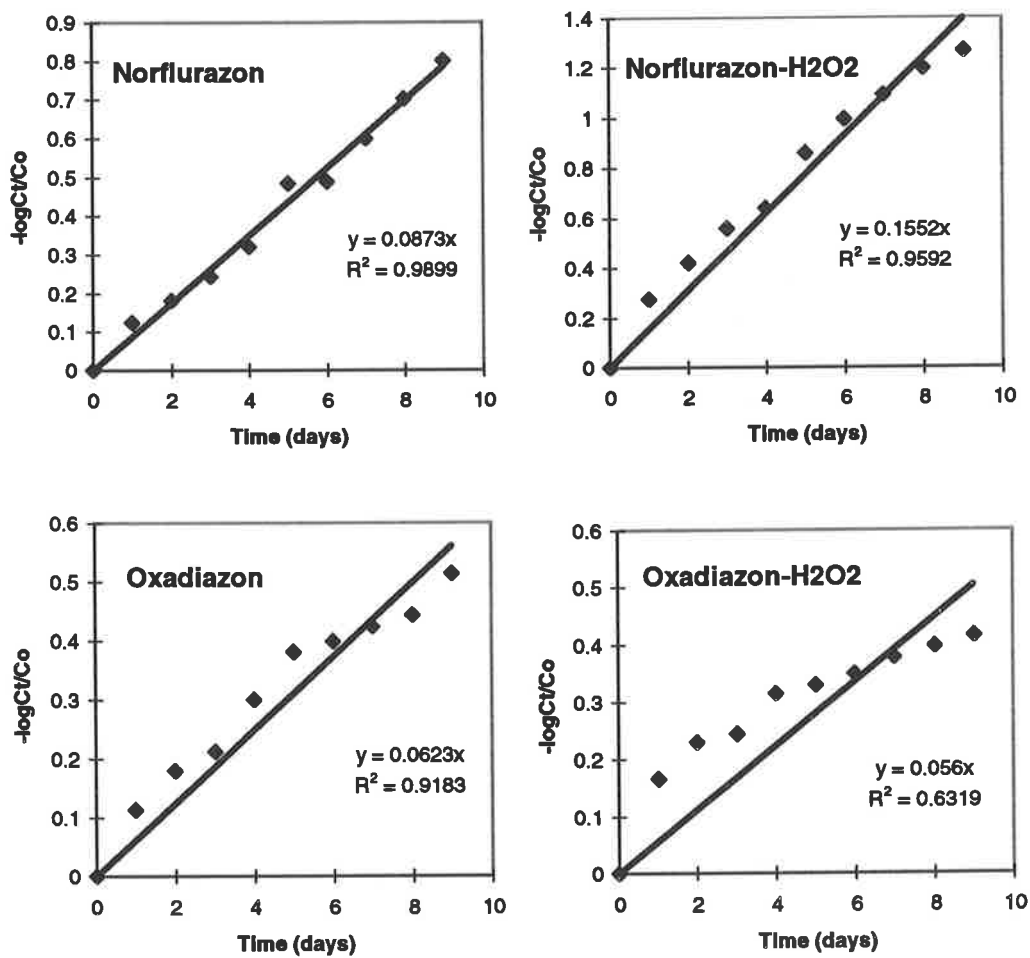 Norflurazon
-logCt/Co
0.9
0.8
0.7
0.6
0.5
0.4
0.3
0.2
0.1
0
y = 0.0873x
R² = 0.9899
0 2 4 6 8 10
Time (days)
Norflurazon-H2O2
-logCt/Co
1.4
1.2
1
0.8
0.6
0.4
0.2
0
y = 0.1552x
R² = 0.9592
0 2 4 6 8 10
Time (days)
Oxadiazon
-logCt/Co
0.6
0.5
0.4
0.3
0.2
0.1
0
y = 0.0623x
R² = 0.9183
0 2 4 6 8 10
Time (days)
Oxadiazon-H2O2
-logCt/Co
0.6
0.5
0.4
0.3
0.2
0.1
0
y = 0.056x
R² = 0.6319
0 2 4 6 8 10
Time (days)